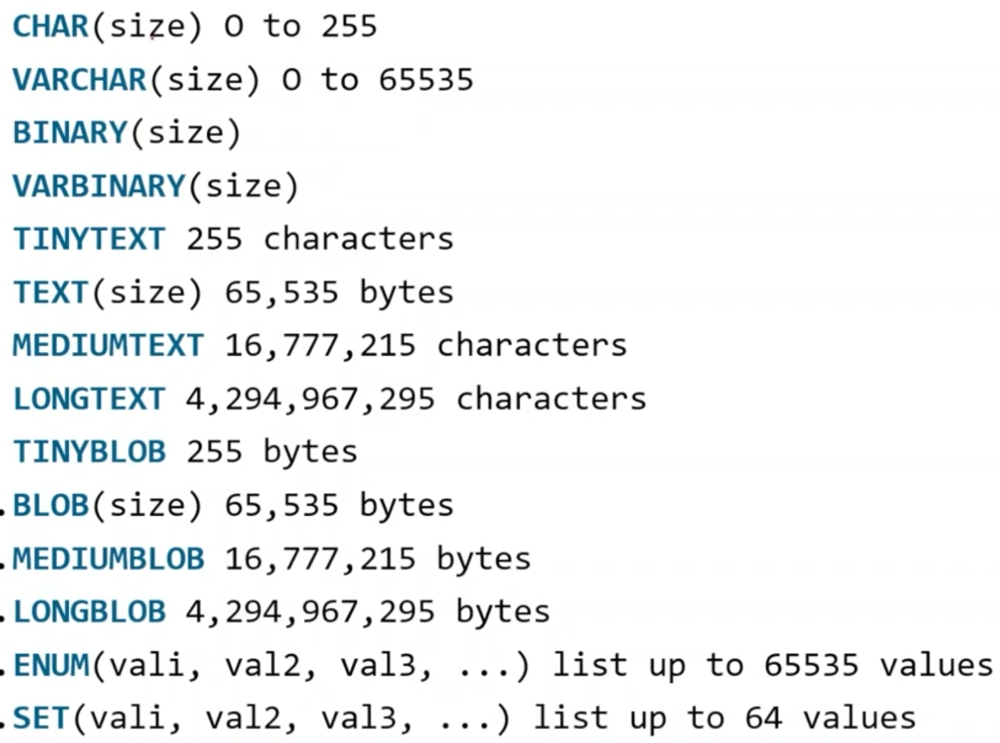 CHAR(size) O to 255
VARCHAR(size) O to 65535
BINARY(size)
VARBINARY(size)
TINYTEXT 255 characters
TEXT(size) 65,535 bytes
MEDIUMTEXT 16,777,215 characters
LONGTEXT 4,294,967,295 characters
TINYBLOB 255 bytes
.BLOB(size) 65,535 bytes
.MEDIUMBLOB 16,777,215 bytes
.LONGBLOB 4,294,967,295 bytes
.ENUM(vali, val2, val3, ...) list up to 65535 values
.SET(vali, val2, val3, ...) list up to 64 values